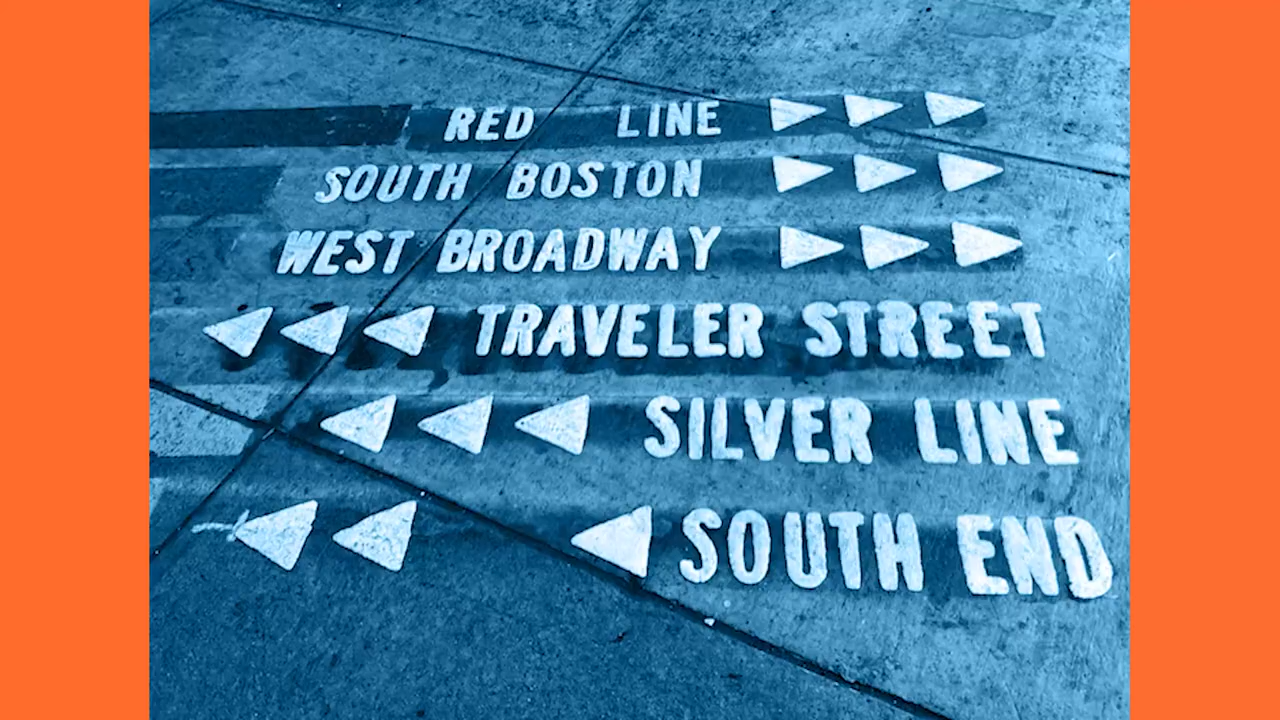 RED LINE
SOUTH BOSTON
WEST BROADWAY
TRAVELER STREET
SILVER LINE
SOUTH END